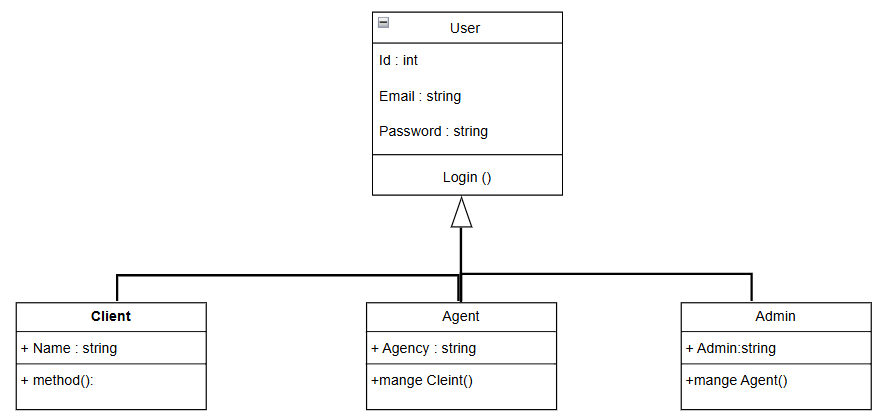 User
Id : int
Email : string
Password : string
Login ()
Client
+ Name : string
+ method():
Agent
+ Agency : string
+mange Cleint()
Admin
+ Admin:string
+mange Agent()